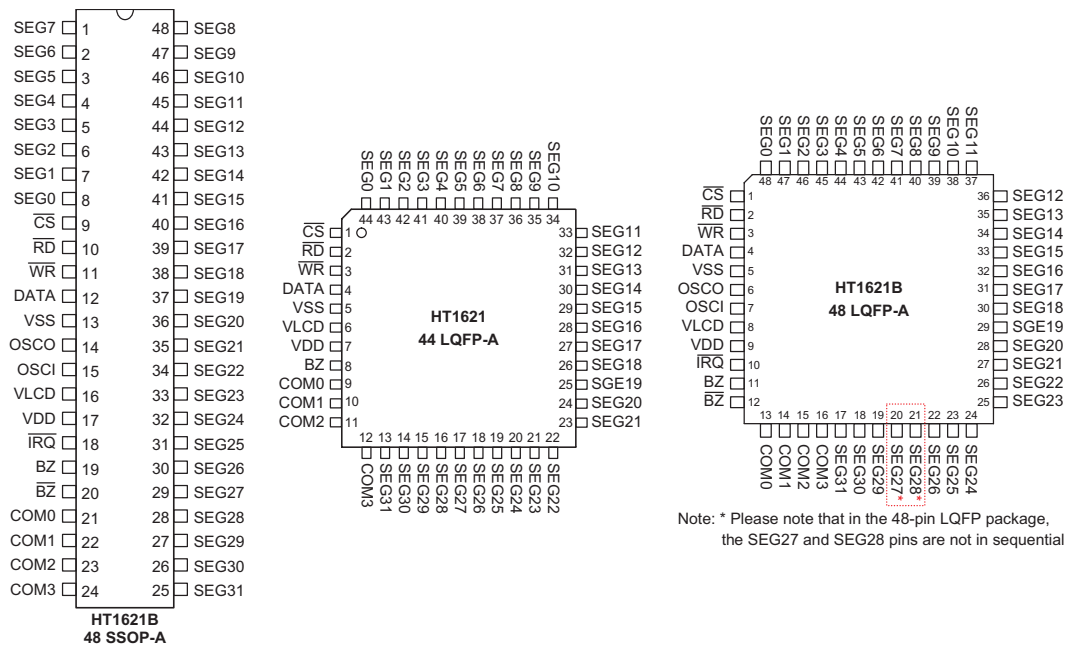 SEG7 1 48 SEG8
SEG6 2 47 SEG9
SEG5 3 46 SEG10
SEG4 4 45 SEG11
SEG3 5 44 SEG12
SEG2 6 43 SEG13
SEG1 7 42 SEG14
SEG0 8 41 SEG15
CS 9 40 SEG16
RD 10 39 SEG17
WR 11 38 SEG18
DATA 12 37 SEG19
VSS 13 36 SEG20
OSCO 14 35 SEG21
OSCI 15 34 SEG22
VLCD 16 33 SEG23
VDD 17 32 SEG24
IRQ 18 31 SEG25
BZ 19 30 SEG26
BZ 20 29 SEG27
COM0 21 28 SEG28
COM1 22 27 SEG29
COM2 23 26 SEG30
COM3 24 25 SEG31
HT1621B
48 SSOP-A
SEG0 SEG1 SEG2 SEG3 SEG4 SEG5 SEG6 SEG7 SEG8 SEG9 SEG10
44 43 42 41 40 39 38 37 36 35 34
CS 1 33 SEG11
RD 2 32 SEG12
WR 3 31 SEG13
DATA 4 30 SEG14
VSS 5 29 SEG15
VLCD 6 28 SEG16
VDD 7 27 SEG17
BZ 8 26 SEG18
COM0 9 25 SGE19
COM1 10 24 SEG20
COM2 11 23 SEG21
HT1621
44 LQFP-A
12 13 14 15 16 17 18 19 20 21 22
COM3 SEG31 SEG30 SEG29 SEG28 SEG27 SEG26 SEG25 SEG24 SEG23 SEG22
SEG0 SEG1 SEG2 SEG3 SEG4 SEG5 SEG6 SEG7 SEG8 SEG9 SEG10 SEG11
48 47 46 45 44 43 42 41 40 39 38 37
CS 1 36 SEG12
RD 2 35 SEG13
WR 3 34 SEG14
DATA 4 33 SEG15
VSS 5 32 SEG16
OSCO 6 31 SEG17
OSCI 7 30 SEG18
VLCD 8 29 SGE19
VDD 9 28 SEG20
IRQ 10 27 SEG21
BZ 11 26 SEG22
BZ 12 25 SEG23
HT1621B
48 LQFP-A
13 14 15 16 17 18 19 20 21 22 23 24
COM0 COM1 COM2 COM3 SEG31 SEG30 SEG29 SEG27 * SEG28 * SEG26 SEG25 SEG24
Note: * Please note that in the 48-pin LQFP package,
the SEG27 and SEG28 pins are not in sequential